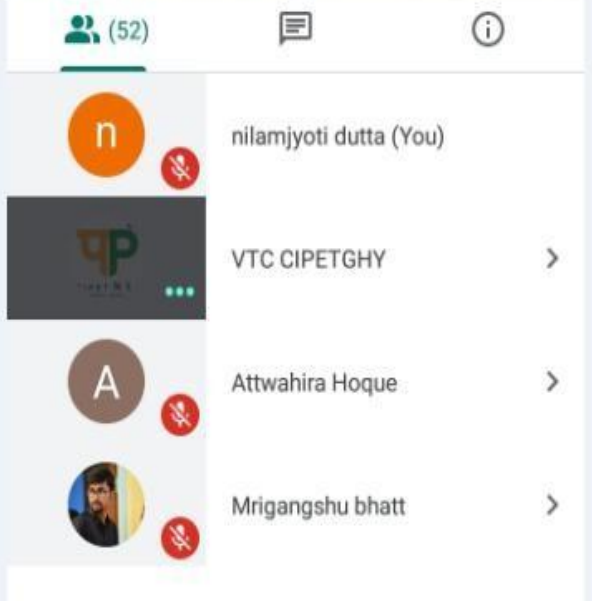 (52)
n
nilamjyoti dutta (You)
VTC CIPETGHY
A
Attwahira Hoque
Mrigangshu bhatt